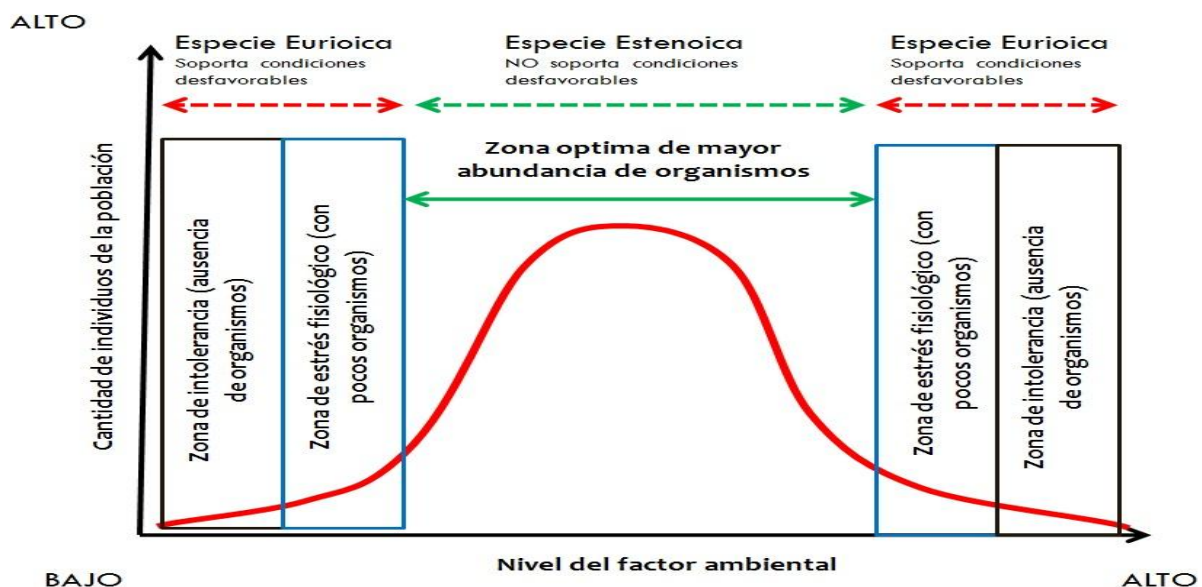 ALTO
Especie Eurioica
Soporta condiciones
desfavorables
Especie Estenoica
NO soporta condiciones
desfavorables
Especie Eurioica
Soporta condiciones
desfavorables
Zona optima de mayor
abundancia de organismos
Cantidad de individuos de la población
Zona de intolerancia (ausencia
de organismos)
Zona de estrés fisiológico (con
pocos organismos)
Zona de estrés fisiológico (con
pocos organismos)
Zona de intolerancia (ausencia
de organismos)
Nivel del factor ambiental
BAJO
ALTO